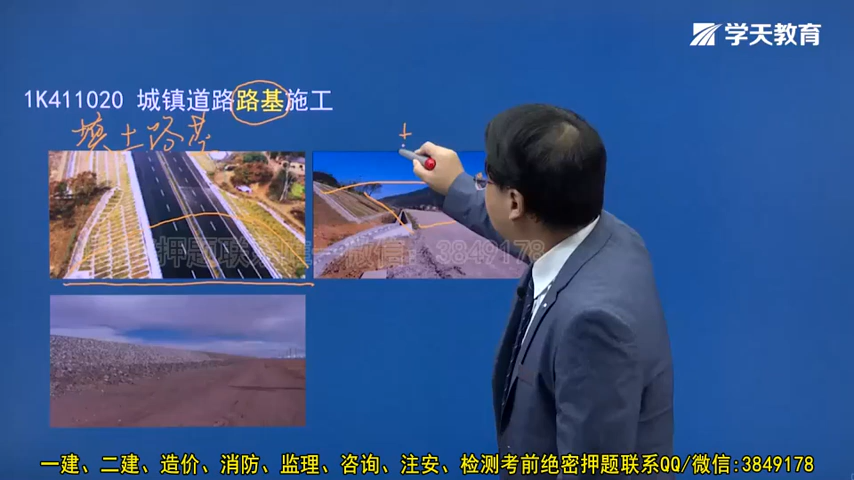 学天教育
1K411020 城镇道路路基施工
填土路基
押题联系QQ/微信：3849178
一建、二建、造价、消防、监理、咨询、注安、检测考前绝密押题联系QQ/微信:3849178